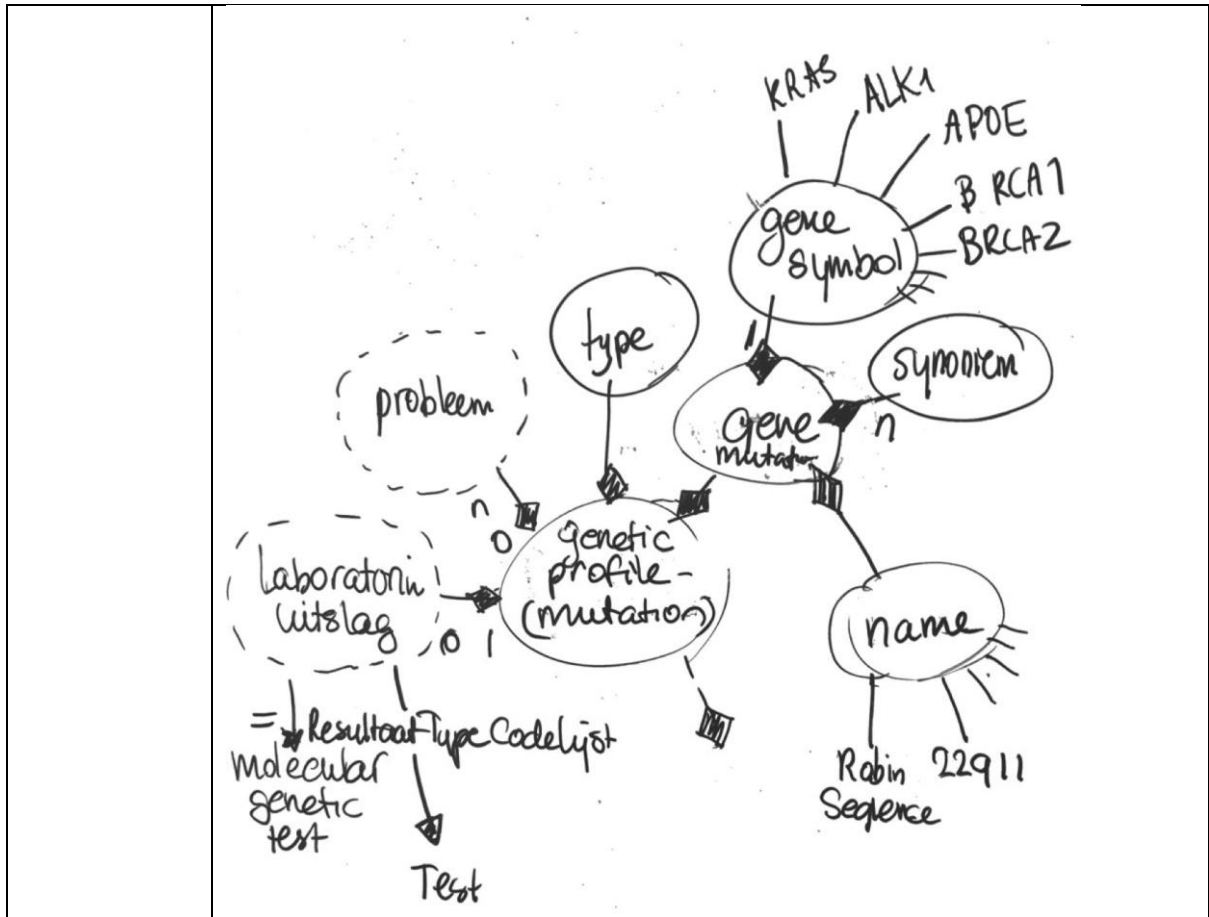 KRAS
ALK1
APOE
BRCA1
BRCA2
gene
symbol
type
1
synoniem
probleem
gene
mutation
n
n
0
genetic
profile -
(mutation)
Laboratorium
uitslag
0 1
name
= ResultaatTypeCodelijst
molecular
genetic
test
Test
Robin
Sequence
22q11